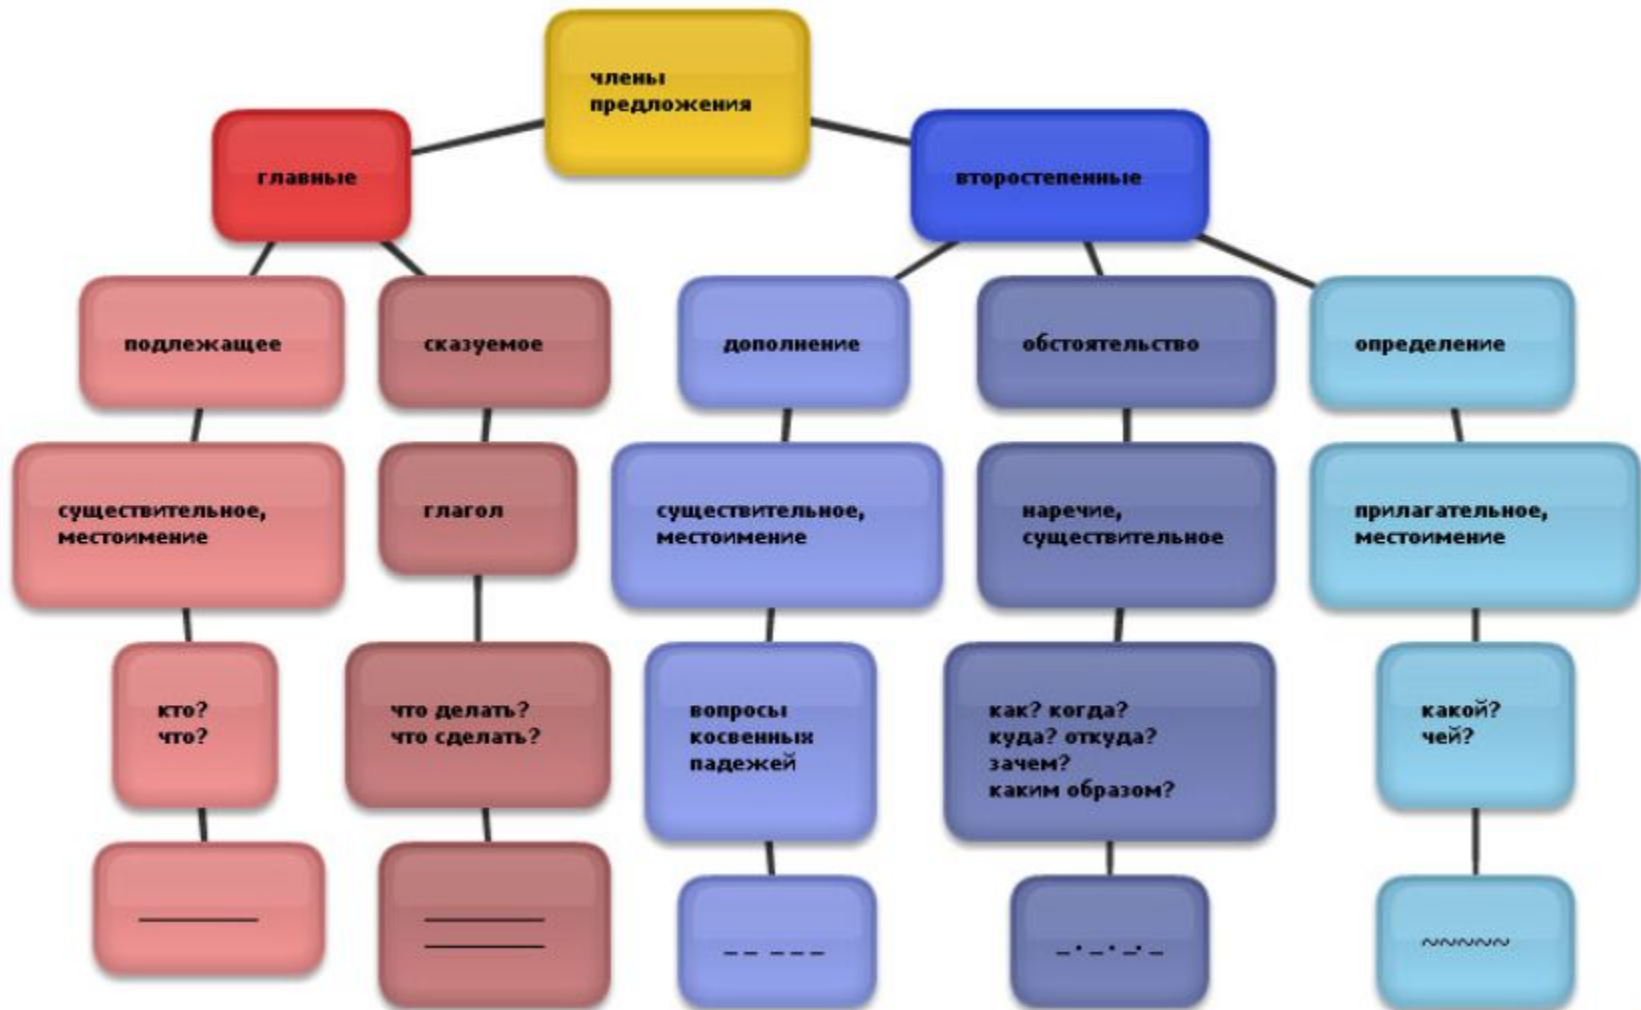 члены
предложения
главные
второстепенные
подлежащее
сказуемое
дополнение
обстоятельство
определение
существительное,
местоимение
глагол
существительное,
местоимение
наречие,
существительное
прилагательное,
местоимение
кто?
что?
что делать?
что сделать?
вопросы
косвенных
падежей
как? когда?
куда? откуда?
зачем?
каким образом?
какой?
чей?